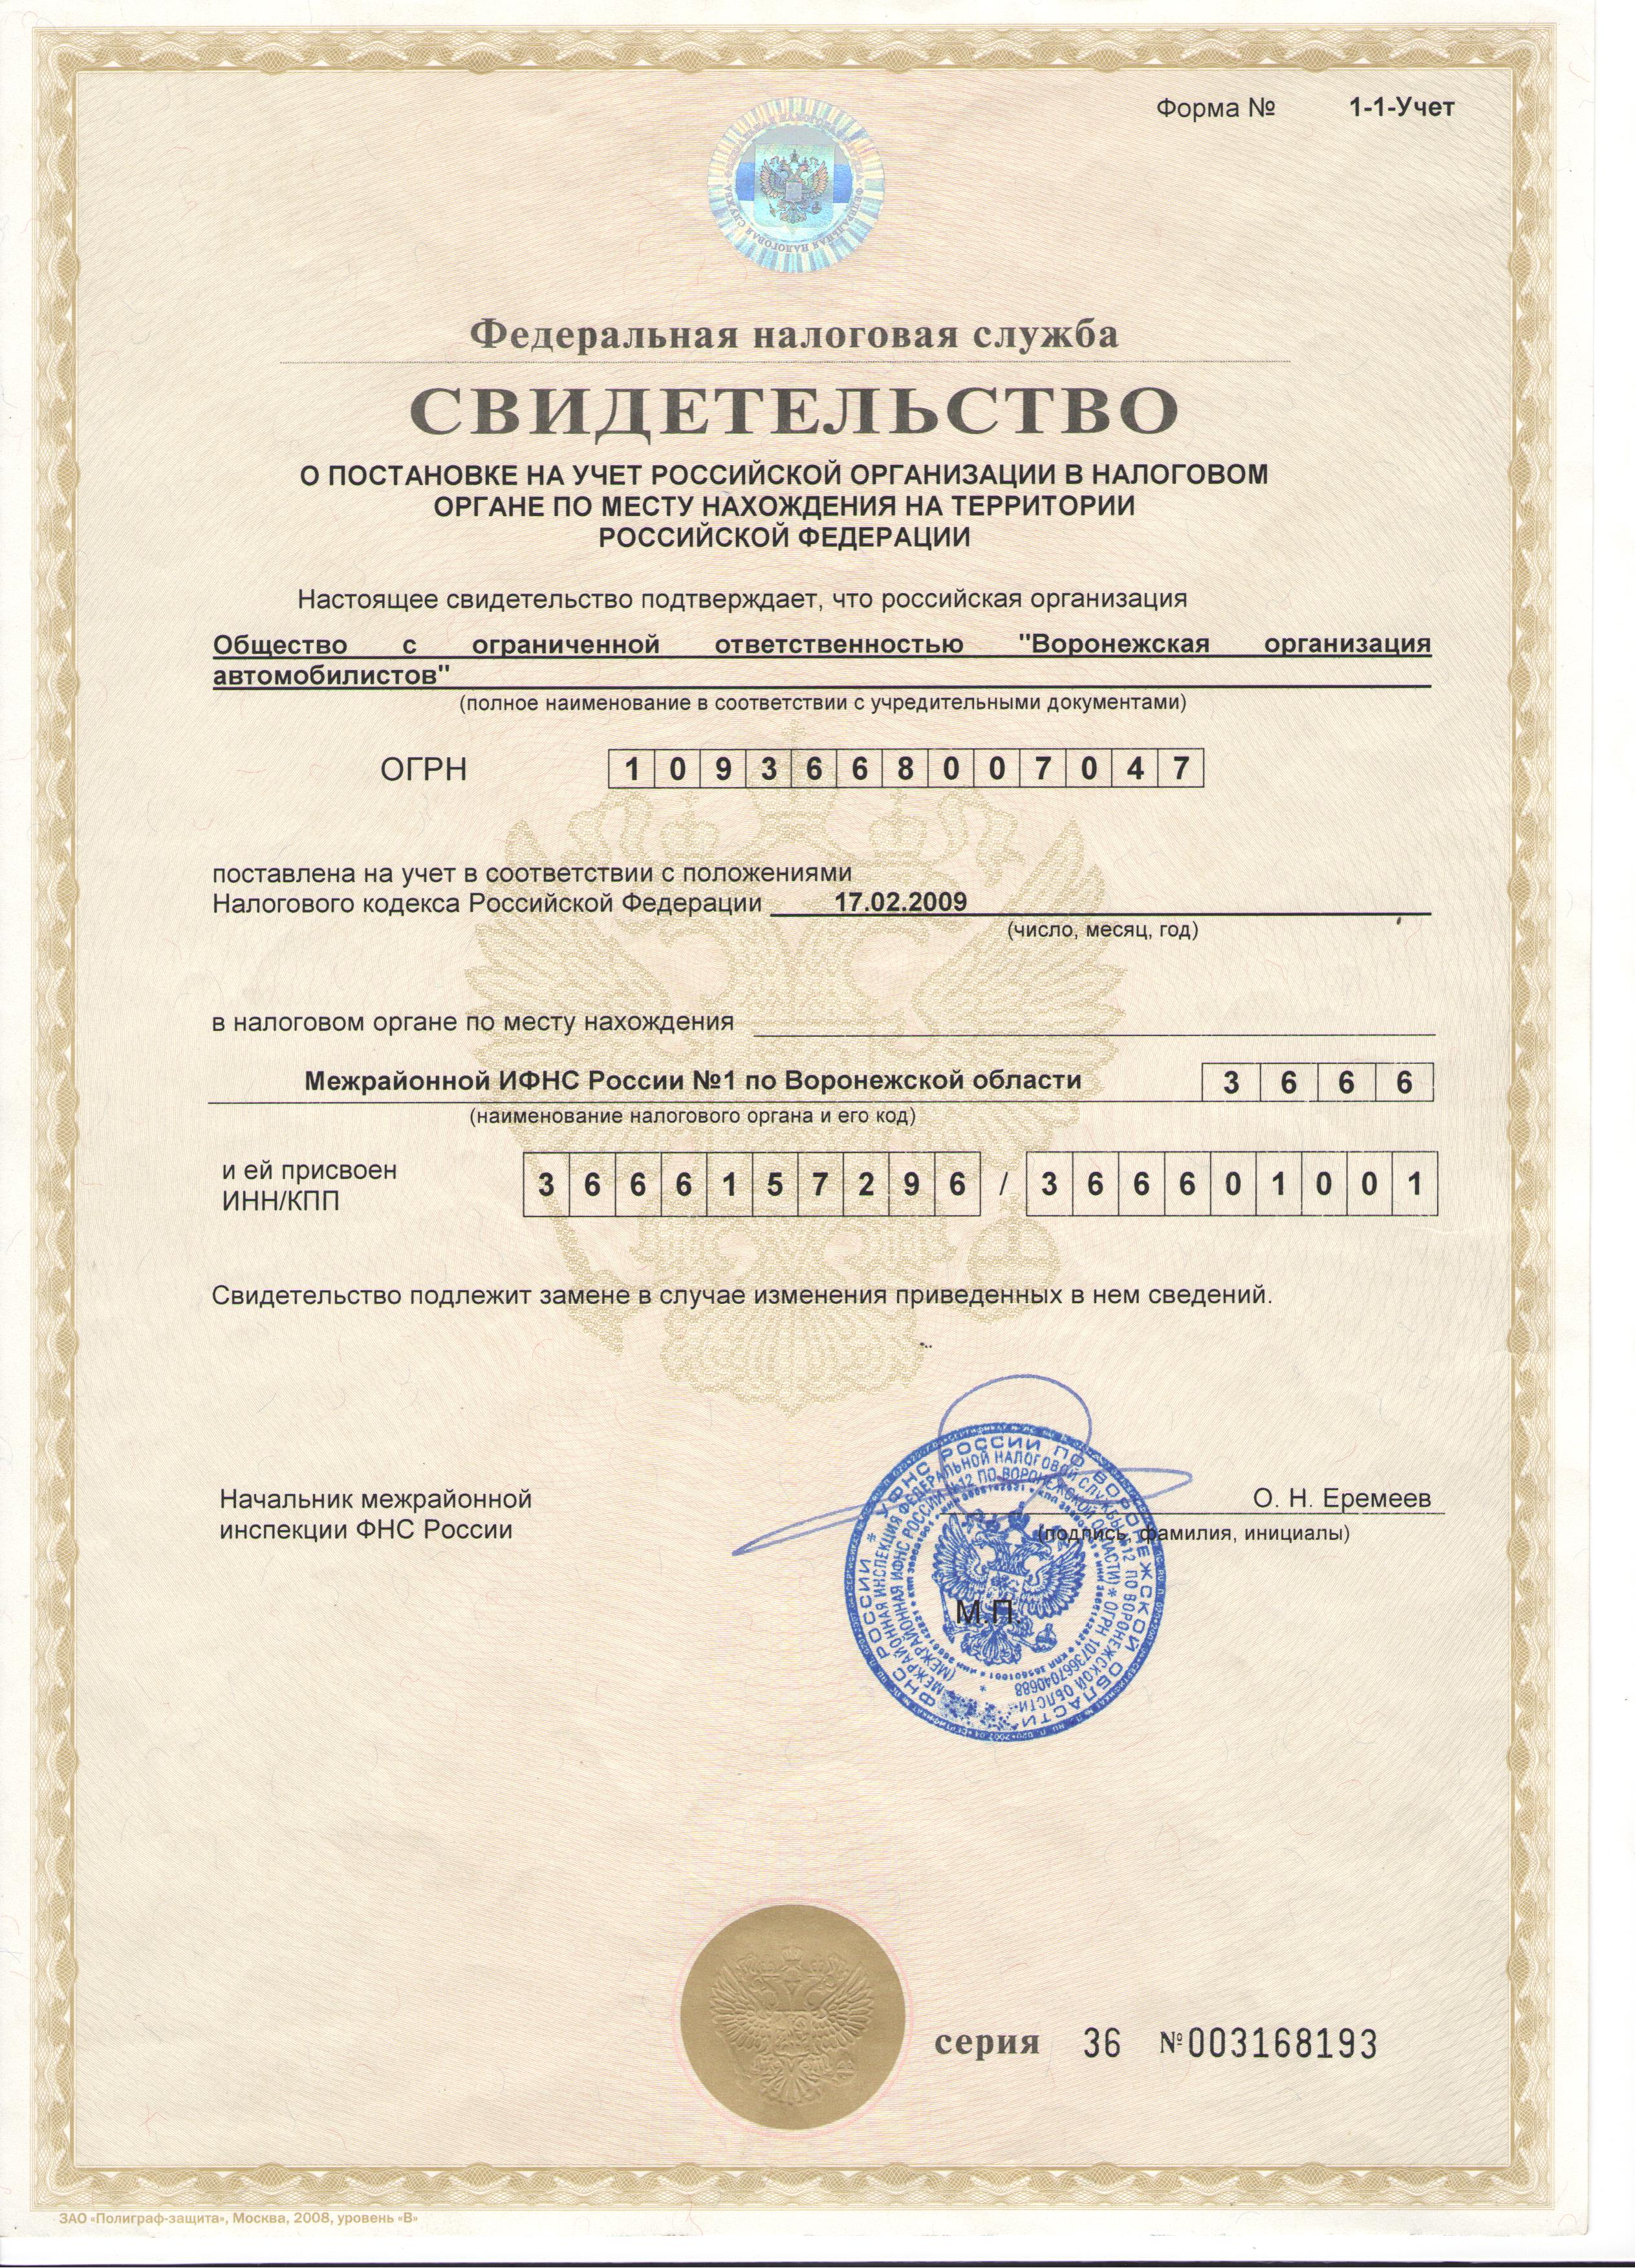 Форма № 1-1-Учет
Федеральная налоговая служба
СВИДЕТЕЛЬСТВО
О ПОСТАНОВКЕ НА УЧЕТ РОССИЙСКОЙ ОРГАНИЗАЦИИ В НАЛОГОВОМ
ОРГАНЕ ПО МЕСТУ НАХОЖДЕНИЯ НА ТЕРРИТОРИИ
РОССИЙСКОЙ ФЕДЕРАЦИИ
Настоящее свидетельство подтверждает, что российская организация
Общество с ограниченной ответственностью "Воронежская организация
автомобилистов"
(полное наименование в соответствии с учредительными документами)
ОГРН 1 0 9 3 6 6 8 0 0 7 0 4 7
поставлена на учет в соответствии с положениями
Налогового кодекса Российской Федерации 17.02.2009
(число, месяц, год)
в налоговом органе по месту нахождения
Межрайонной ИФНС России №1 по Воронежской области 3 6 6 6
(наименование налогового органа и его код)
и ей присвоен
ИНН/КПП 3 6 6 6 1 5 7 2 9 6 / 3 6 6 6 0 1 0 0 1
Свидетельство подлежит замене в случае изменения приведенных в нем сведений.
Начальник межрайонной
инспекции ФНС России
О. Н. Еремеев
(подпись, фамилия, инициалы)
М.П.
УФНС РОССИИ ПО ВОРОНЕЖСКОЙ ОБЛАСТИ * ФНС РОССИИ *
МЕЖРАЙОННАЯ ИНСПЕКЦИЯ ФЕДЕРАЛЬНОЙ НАЛОГОВОЙ СЛУЖБЫ №12 ПО ВОРОНЕЖСКОЙ ОБЛАСТИ
(МЕЖРАЙОННАЯ ИФНС РОССИИ №12 ПО ВОРОНЕЖСКОЙ ОБЛАСТИ) * ОГРН 1073667040688 *
серия 36 №003168193
ЗАО «Полиграф-защита», Москва, 2008, уровень «В»